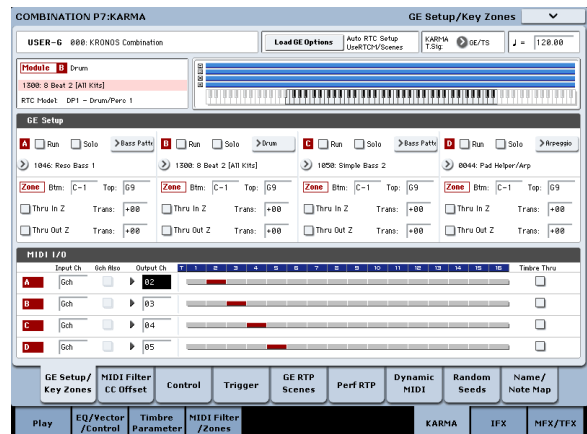 COMBINATION P7:KARMA GE Setup/Key Zones
USER-G 000: KRONOS Combination Load GE Options Auto RTC Setup UseRTCM/Scenes KARMA T.Sig: GE/TS ♩= 120.00
Module B Drum
1300: 8 Beat 2 [All Kits]
RTC Model: DP1 - Drum/Perc 1
GE Setup
A Run Solo Bass Patte B Run Solo Drum C Run Solo Bass Patte D Run Solo Arpeggio
1046: Reso Bass 1 1300: 8 Beat 2 [All Kits] 1050: Simple Bass 2 0044: Pad Helper/Arp
Zone Btm: C-1 Top: G9 Zone Btm: C-1 Top: G9 Zone Btm: C-1 Top: G9 Zone Btm: C-1 Top: G9
Thru In Z Trans: +00 Thru In Z Trans: +00 Thru In Z Trans: +00 Thru In Z Trans: +00
Thru Out Z Trans: +00 Thru Out Z Trans: +00 Thru Out Z Trans: +00 Thru Out Z Trans: +00
MIDI I/O
Input Ch Gch Also Output Ch T 1 2 3 4 5 6 7 8 9 10 11 12 13 14 15 16 Timbre Thru
A Gch 02
B Gch 03
C Gch 04
D Gch 05
GE Setup/ Key Zones MIDI Filter CC Offset Control Trigger GE RTP Scenes Perf RTP Dynamic MIDI Random Seeds Name/ Note Map
Play EQ/Vector /Control Timbre Parameter MIDI Filter /Zones KARMA IFX MFX/TFX